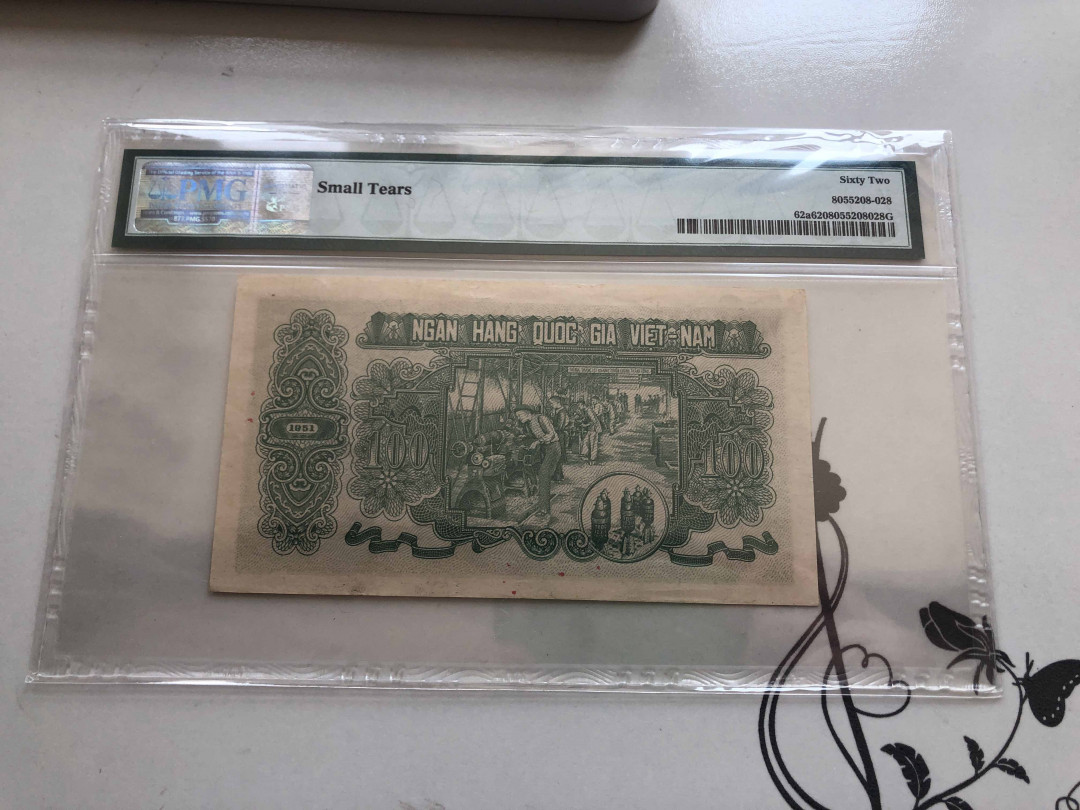 PMG
Small Tears
Sixty Two
8055208-028
62a6208055208028G
NGAN HANG QUOC GIA VIET-NAM
1951
100
100